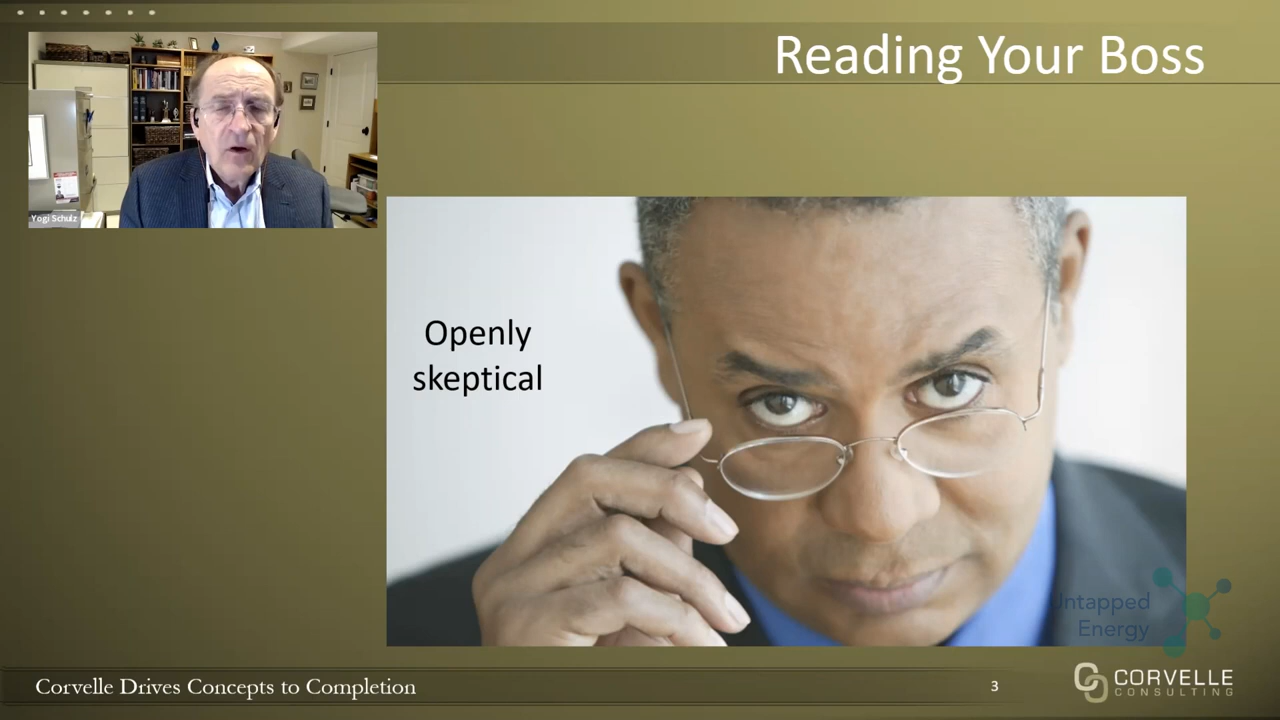 Reading Your Boss
Yogi Schulz
Openly
skeptical
Untapped
Energy
Corvelle Drives Concepts to Completion
3
CORVELLE
CONSULTING